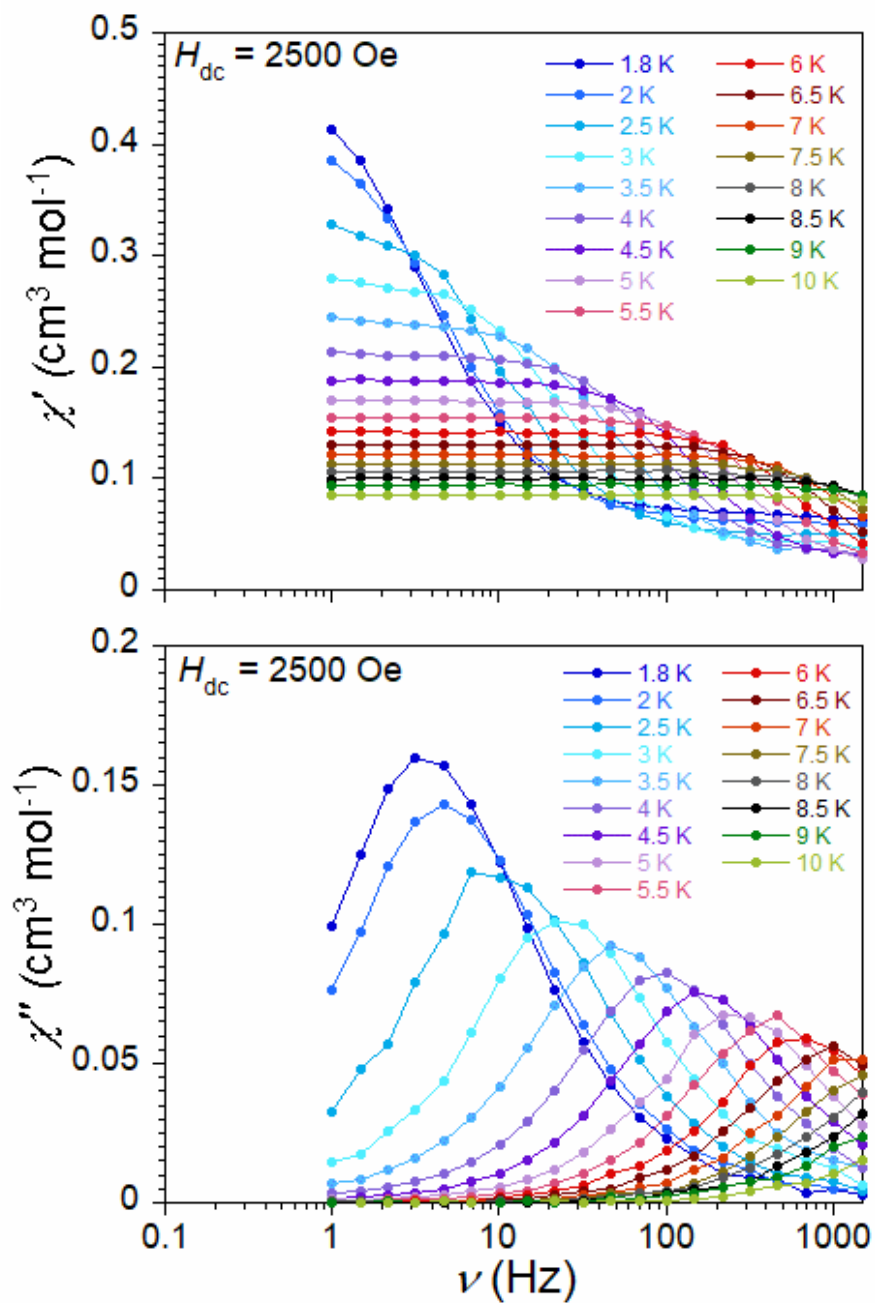 0.5
H_dc = 2500 Oe
1.8 K 6 K
2 K 6.5 K
2.5 K 7 K
3 K 7.5 K
3.5 K 8 K
4 K 8.5 K
4.5 K 9 K
5 K 10 K
5.5 K
0.4
0.3
0.2
0.1
0
χ′ (cm³ mol⁻¹)
0.2
H_dc = 2500 Oe
1.8 K 6 K
2 K 6.5 K
2.5 K 7 K
3 K 7.5 K
3.5 K 8 K
4 K 8.5 K
4.5 K 9 K
5 K 10 K
5.5 K
0.15
0.1
0.05
0
χ″ (cm³ mol⁻¹)
0.1 1 10 100 1000
ν (Hz)